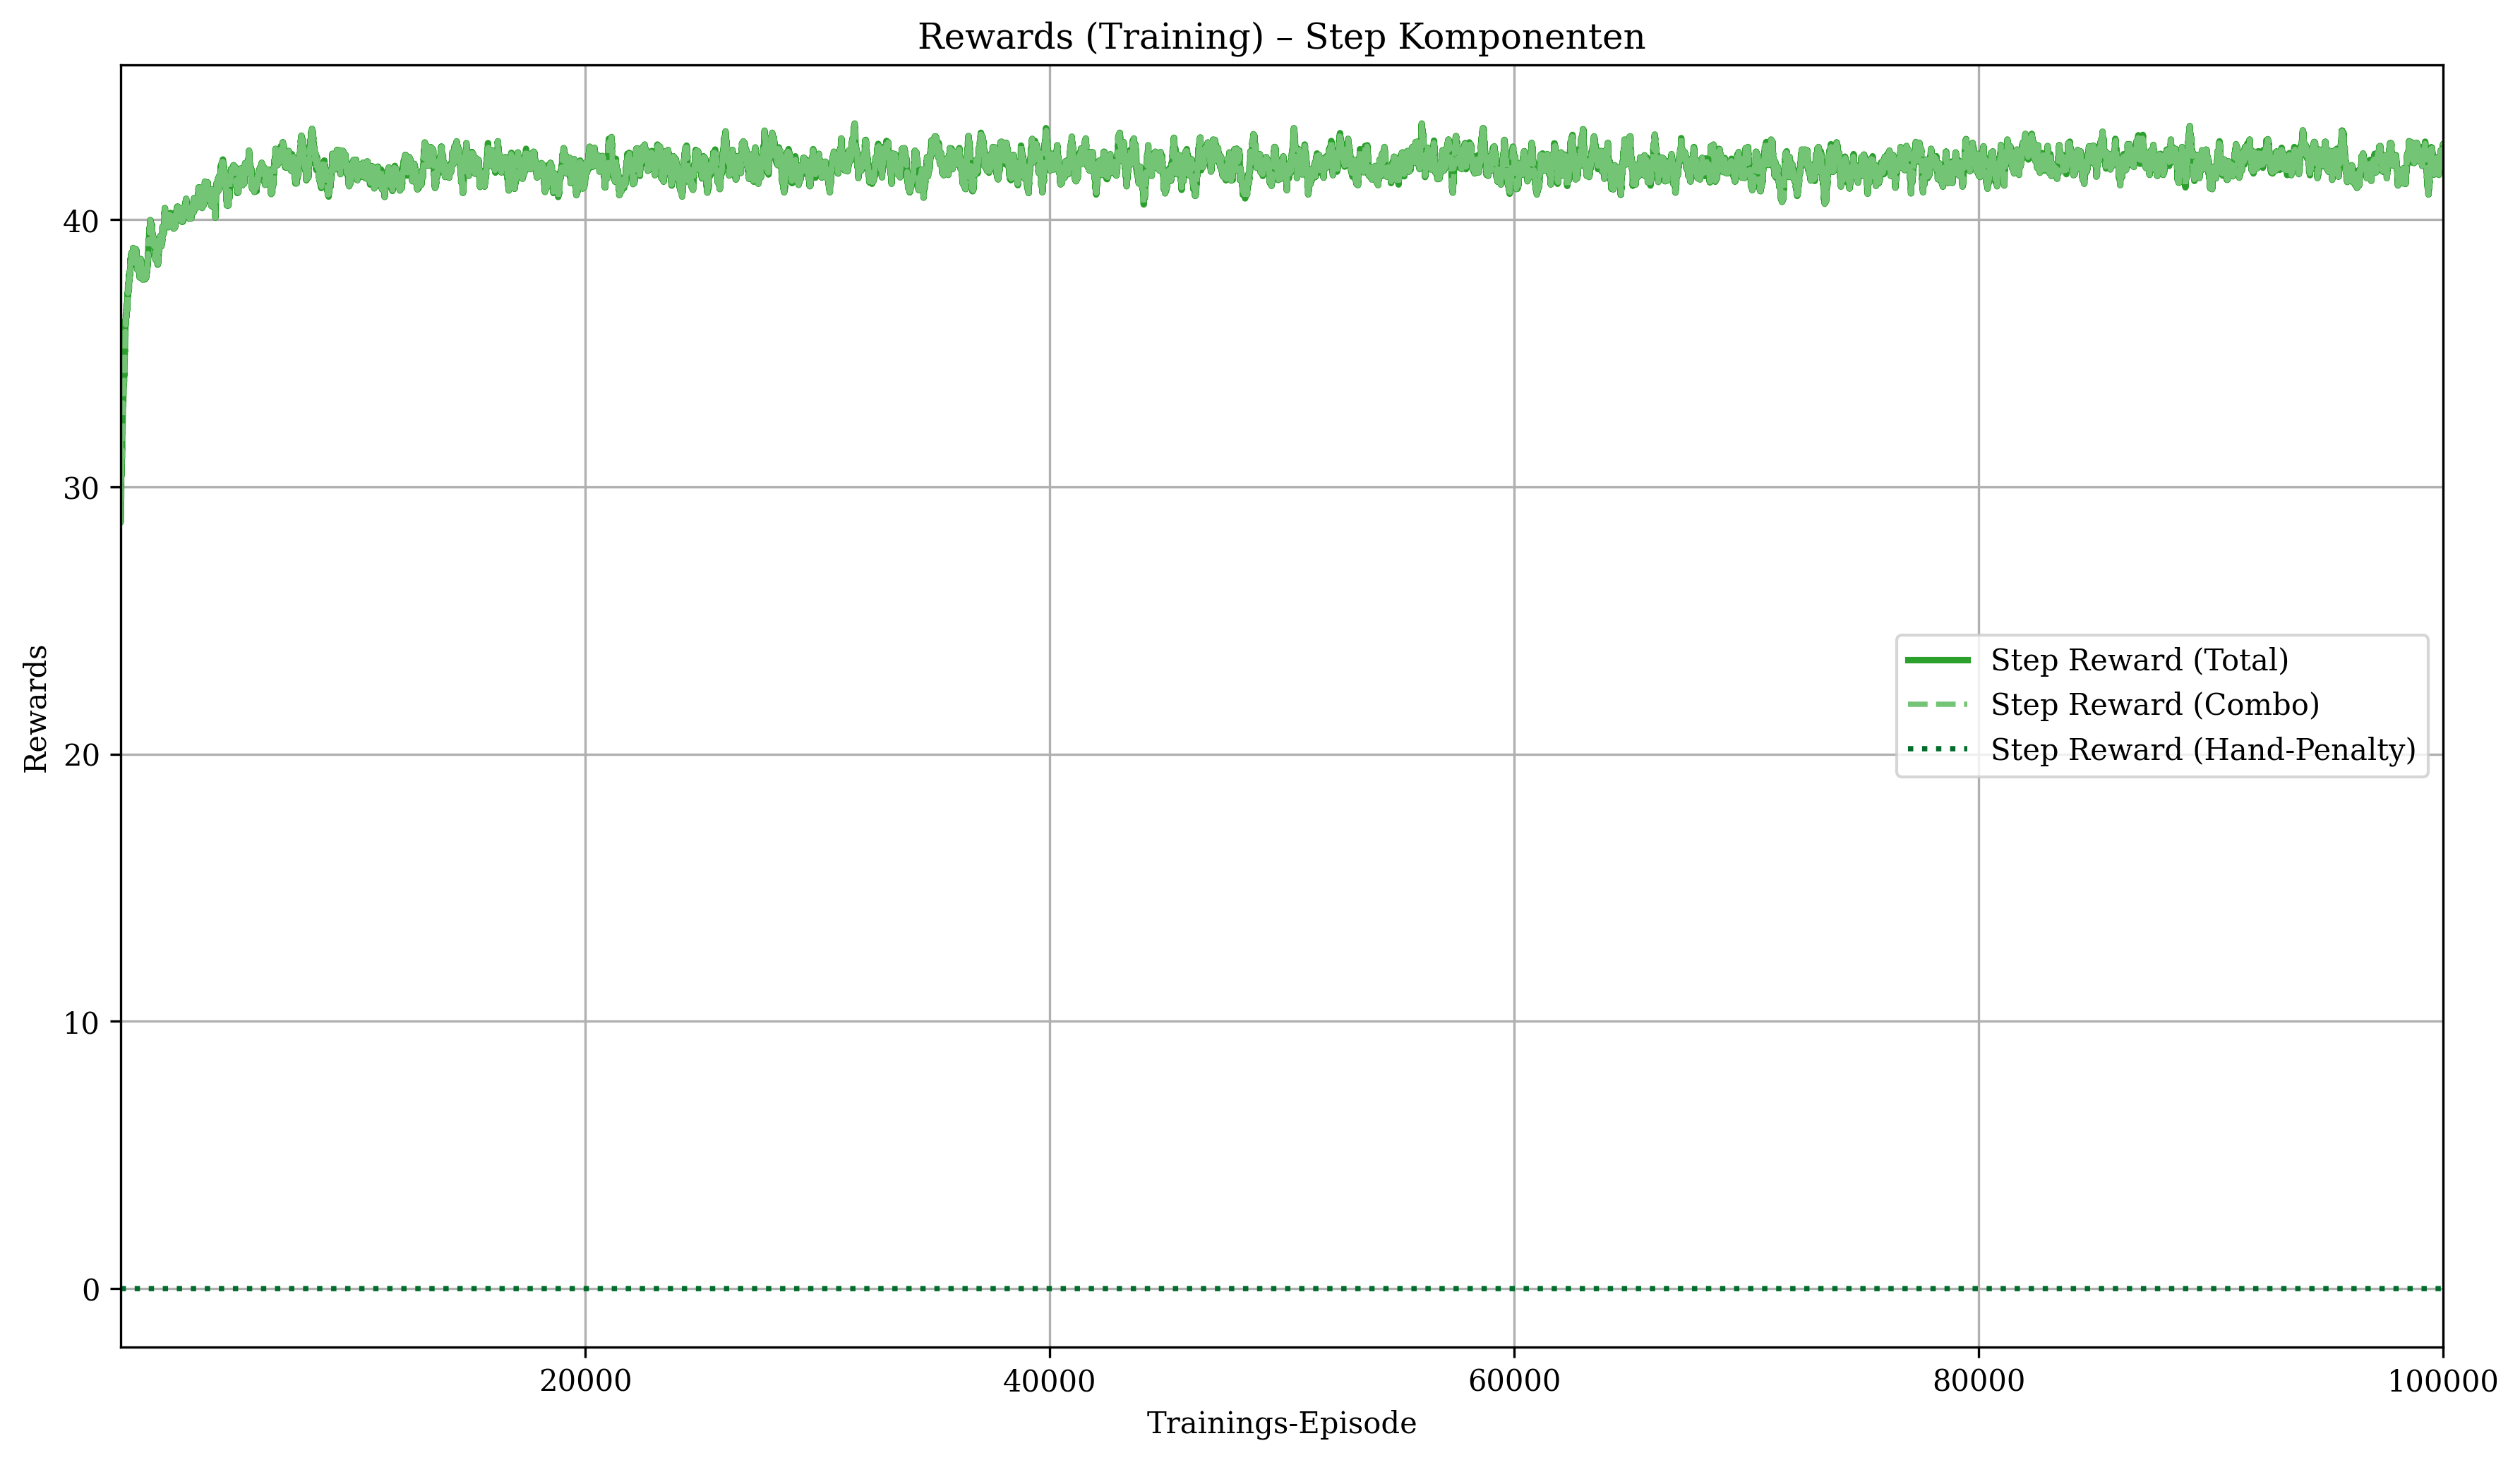 Rewards (Training) – Step Komponenten
Rewards
40
30
20
10
0
Step Reward (Total)
Step Reward (Combo)
Step Reward (Hand-Penalty)
20000
40000
60000
80000
100000
Trainings-Episode